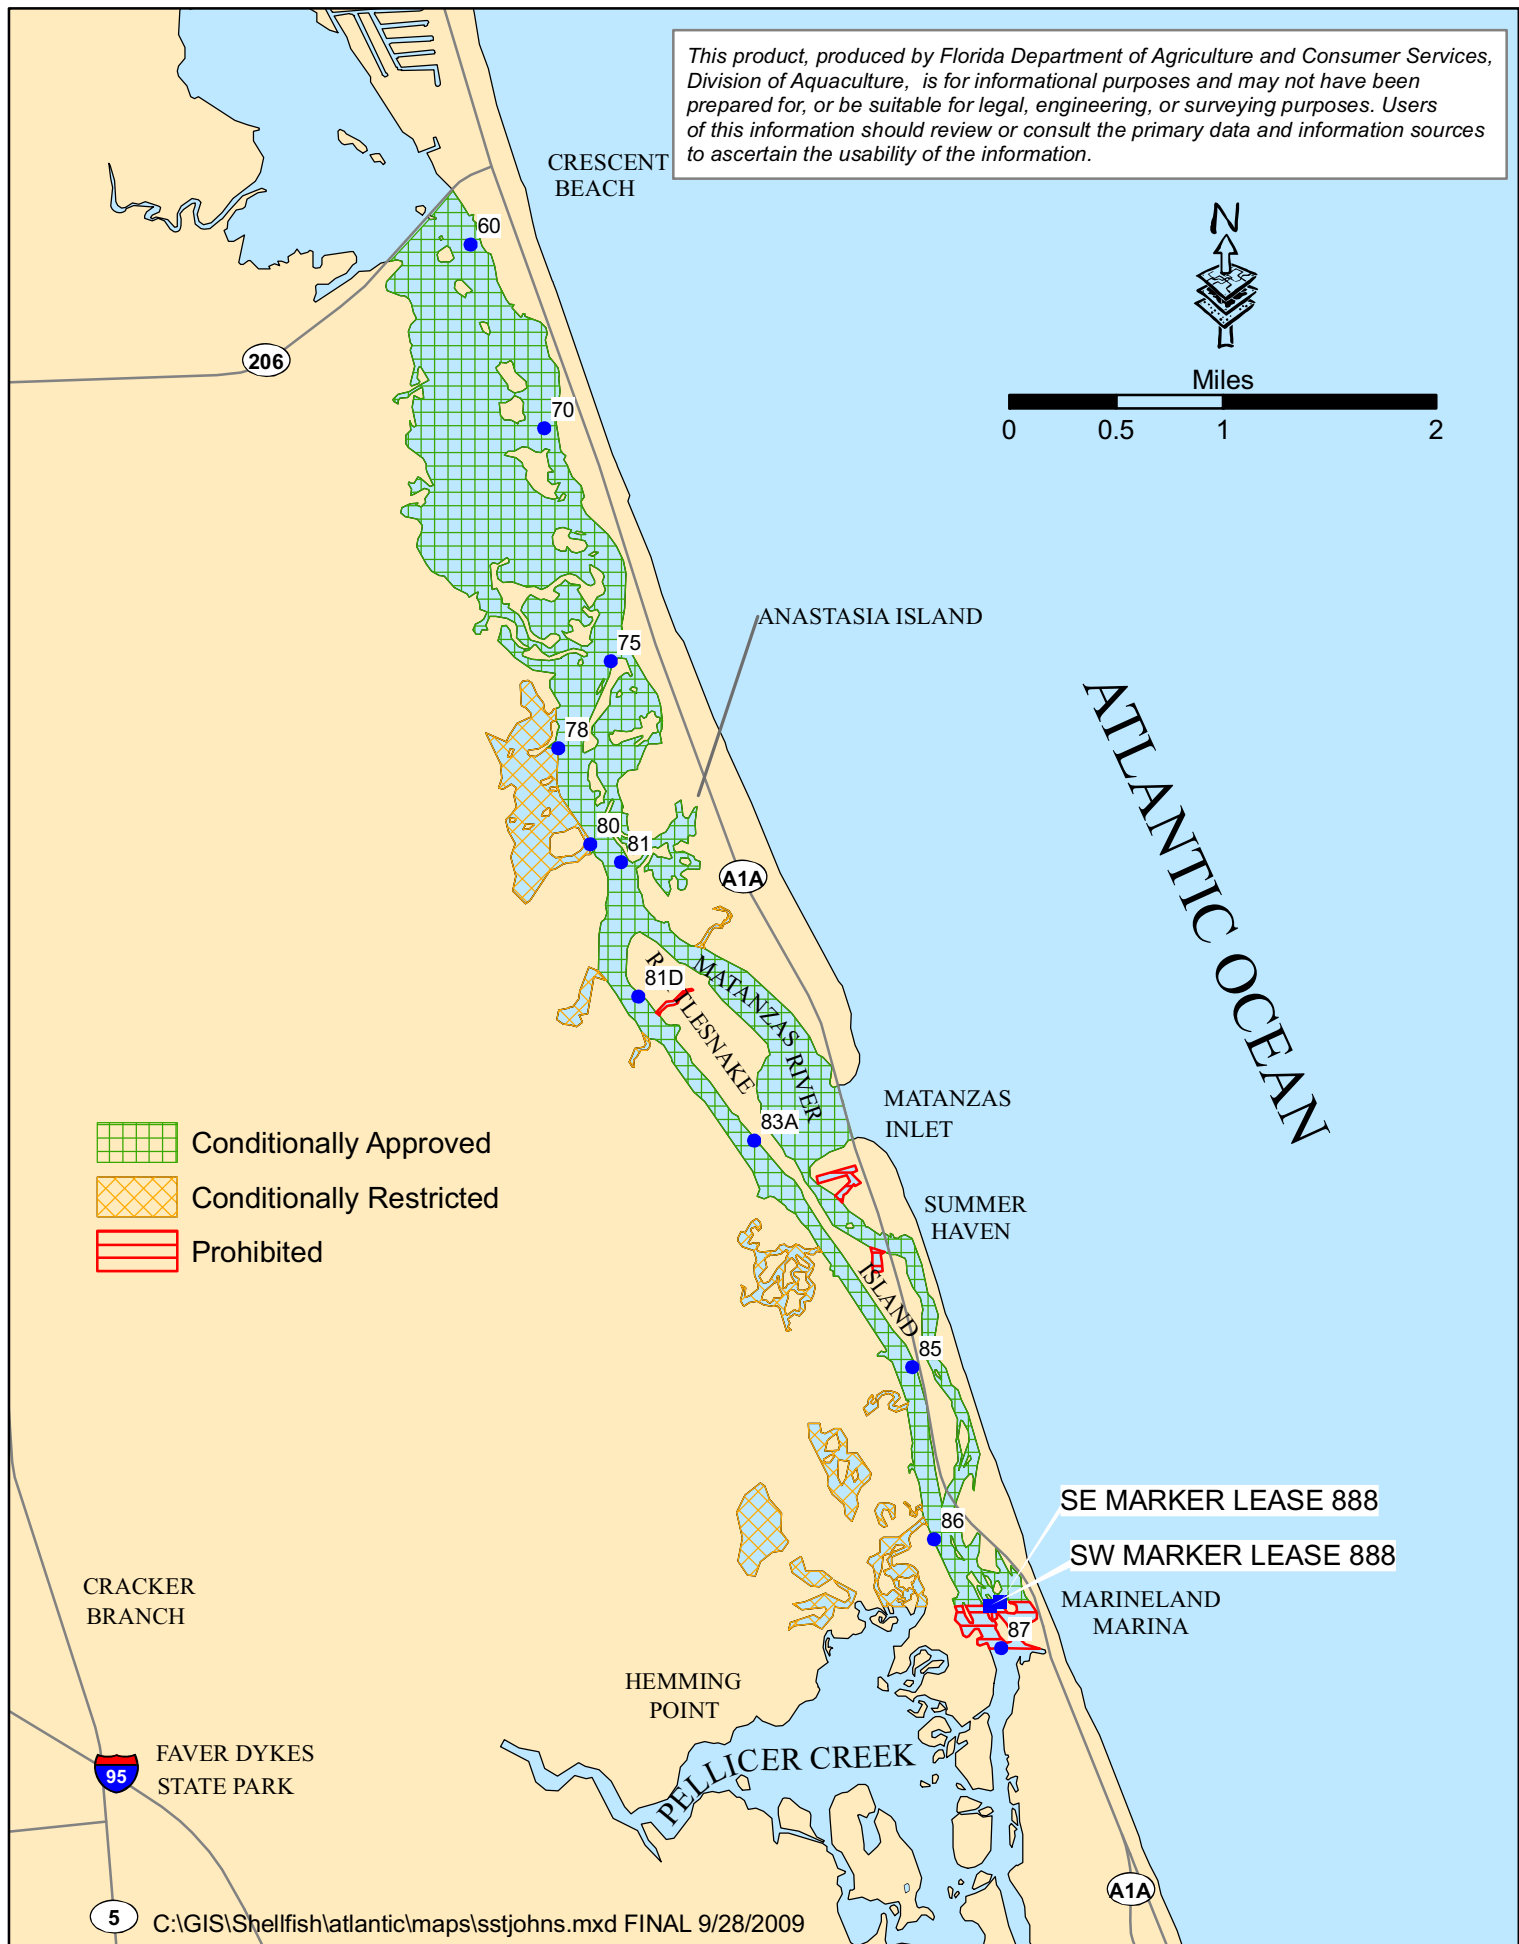 This product, produced by Florida Department of Agriculture and Consumer Services,
Division of Aquaculture, is for informational purposes and may not have been
prepared for, or be suitable for legal, engineering, or surveying purposes. Users
of this information should review or consult the primary data and information sources
to ascertain the usability of the information.
CRESCENT
BEACH
60
N
206
Miles
0 0.5 1 2
70
ANASTASIA ISLAND
75
78
ATLANTIC OCEAN
80
81
A1A
81D
MATANZAS RIVER
RATTLESNAKE
ISLAND
MATANZAS
INLET
83A
Conditionally Approved
Conditionally Restricted
Prohibited
SUMMER
HAVEN
85
SE MARKER LEASE 888
86
SW MARKER LEASE 888
CRACKER
BRANCH
MARINELAND
MARINA
87
HEMMING
POINT
PELLICER CREEK
FAVER DYKES
STATE PARK
95
A1A
5
C:\GIS\Shellfish\atlantic\maps\sstjohns.mxd FINAL 9/28/2009